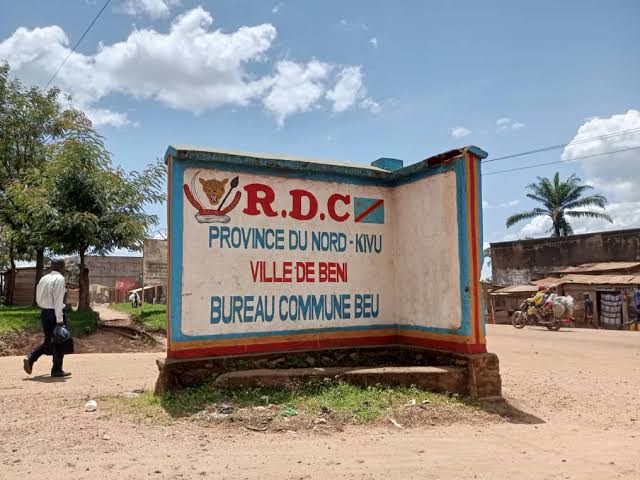 R.D.C
PROVINCE DU NORD-KIVU
VILLE DE BENI
BUREAU COMMUNE BEU